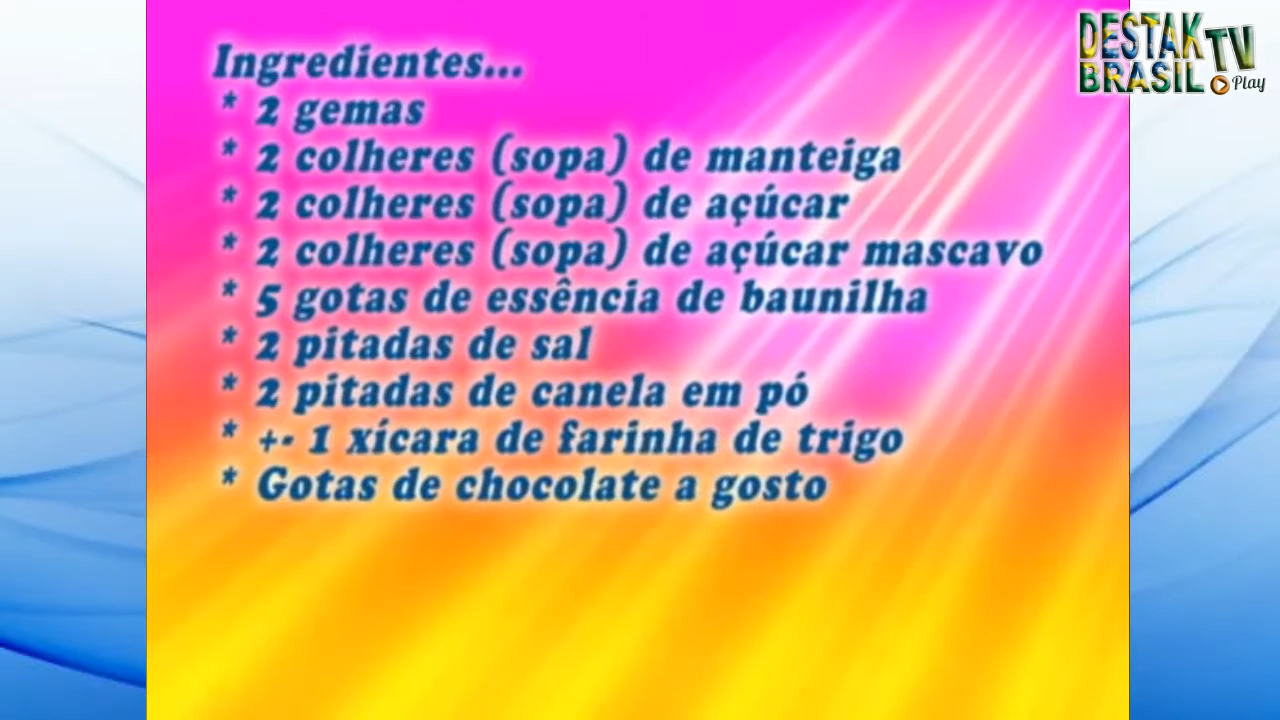 DESTAK TV
BRASIL Play
Ingredientes...
* 2 gemas
* 2 colheres (sopa) de manteiga
* 2 colheres (sopa) de açúcar
* 2 colheres (sopa) de açúcar mascavo
* 5 gotas de essência de baunilha
* 2 pitadas de sal
* 2 pitadas de canela em pó
* +- 1 xícara de farinha de trigo
* Gotas de chocolate a gosto